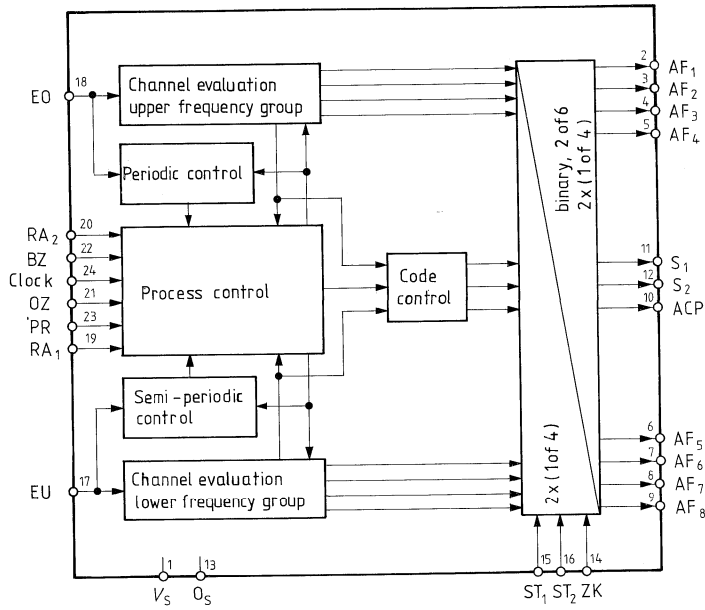 EO 18
Channel evaluation
upper frequency group
Periodic control
RA2 20
BZ 22
Clock 24
OZ 21
PR 23
RA1 19
Process control
Code
control
Semi-periodic
control
EU 17
Channel evaluation
lower frequency group
binary, 2 of 6
2x (1 of 4)
2x (1 of 4)
2 AF1
3 AF2
4 AF3
5 AF4
11 S1
12 S2
10 ACP
6 AF5
7 AF6
8 AF7
9 AF8
1 13
VS OS
15 16 14
ST1 ST2 ZK